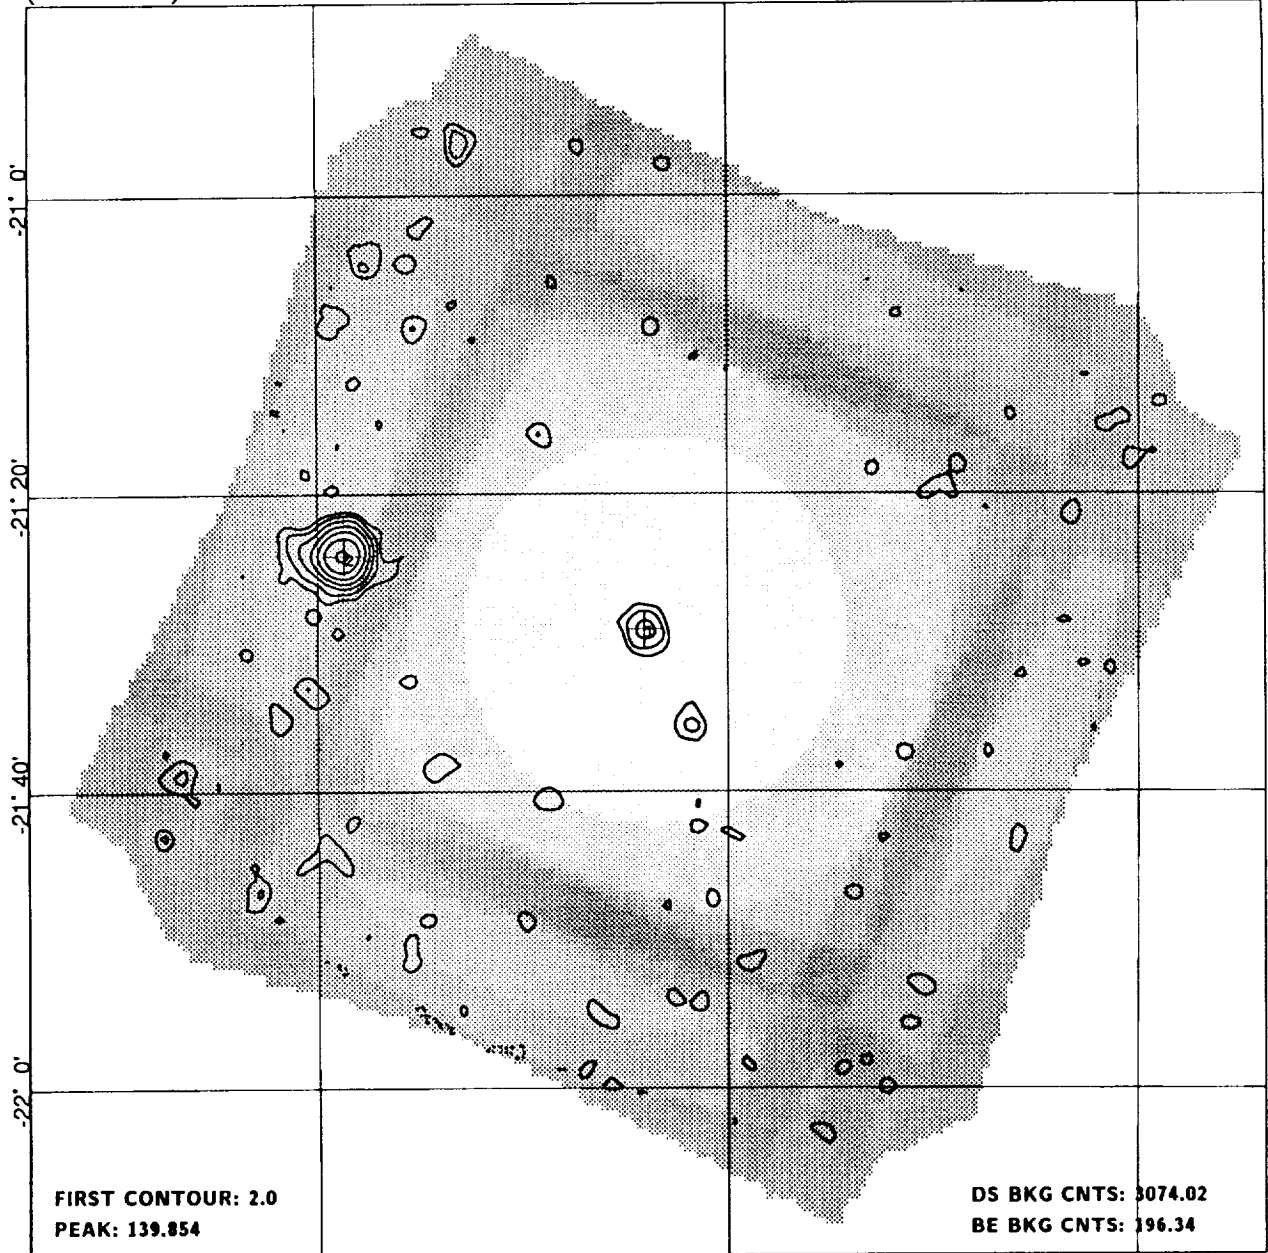 -21° 0'
-21° 20'
-21° 40'
-22° 0'
2
FIRST CONTOUR: 2.0
PEAK: 139.854
DS BKG CNTS: 3074.02
BE BKG CNTS: 196.34